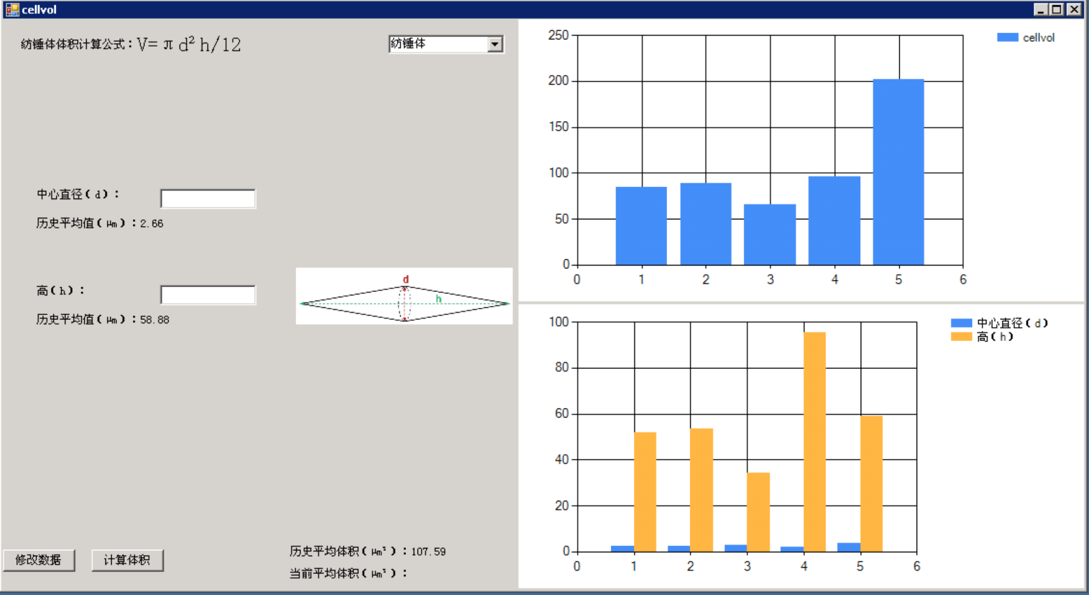 cellvol
纺锤体体积计算公式：V= π d² h/12
纺锤体
中心直径( d )：
历史平均值( μm )：2.66
高( h )：
历史平均值( μm )：58.88
d
h
修改数据
计算体积
历史平均体积( μm³ )：107.59
当前平均体积( μm³ )：
250
200
150
100
50
0
0 1 2 3 4 5 6
cellvol
100
80
60
40
20
0
0 1 2 3 4 5 6
中心直径( d )
高( h )